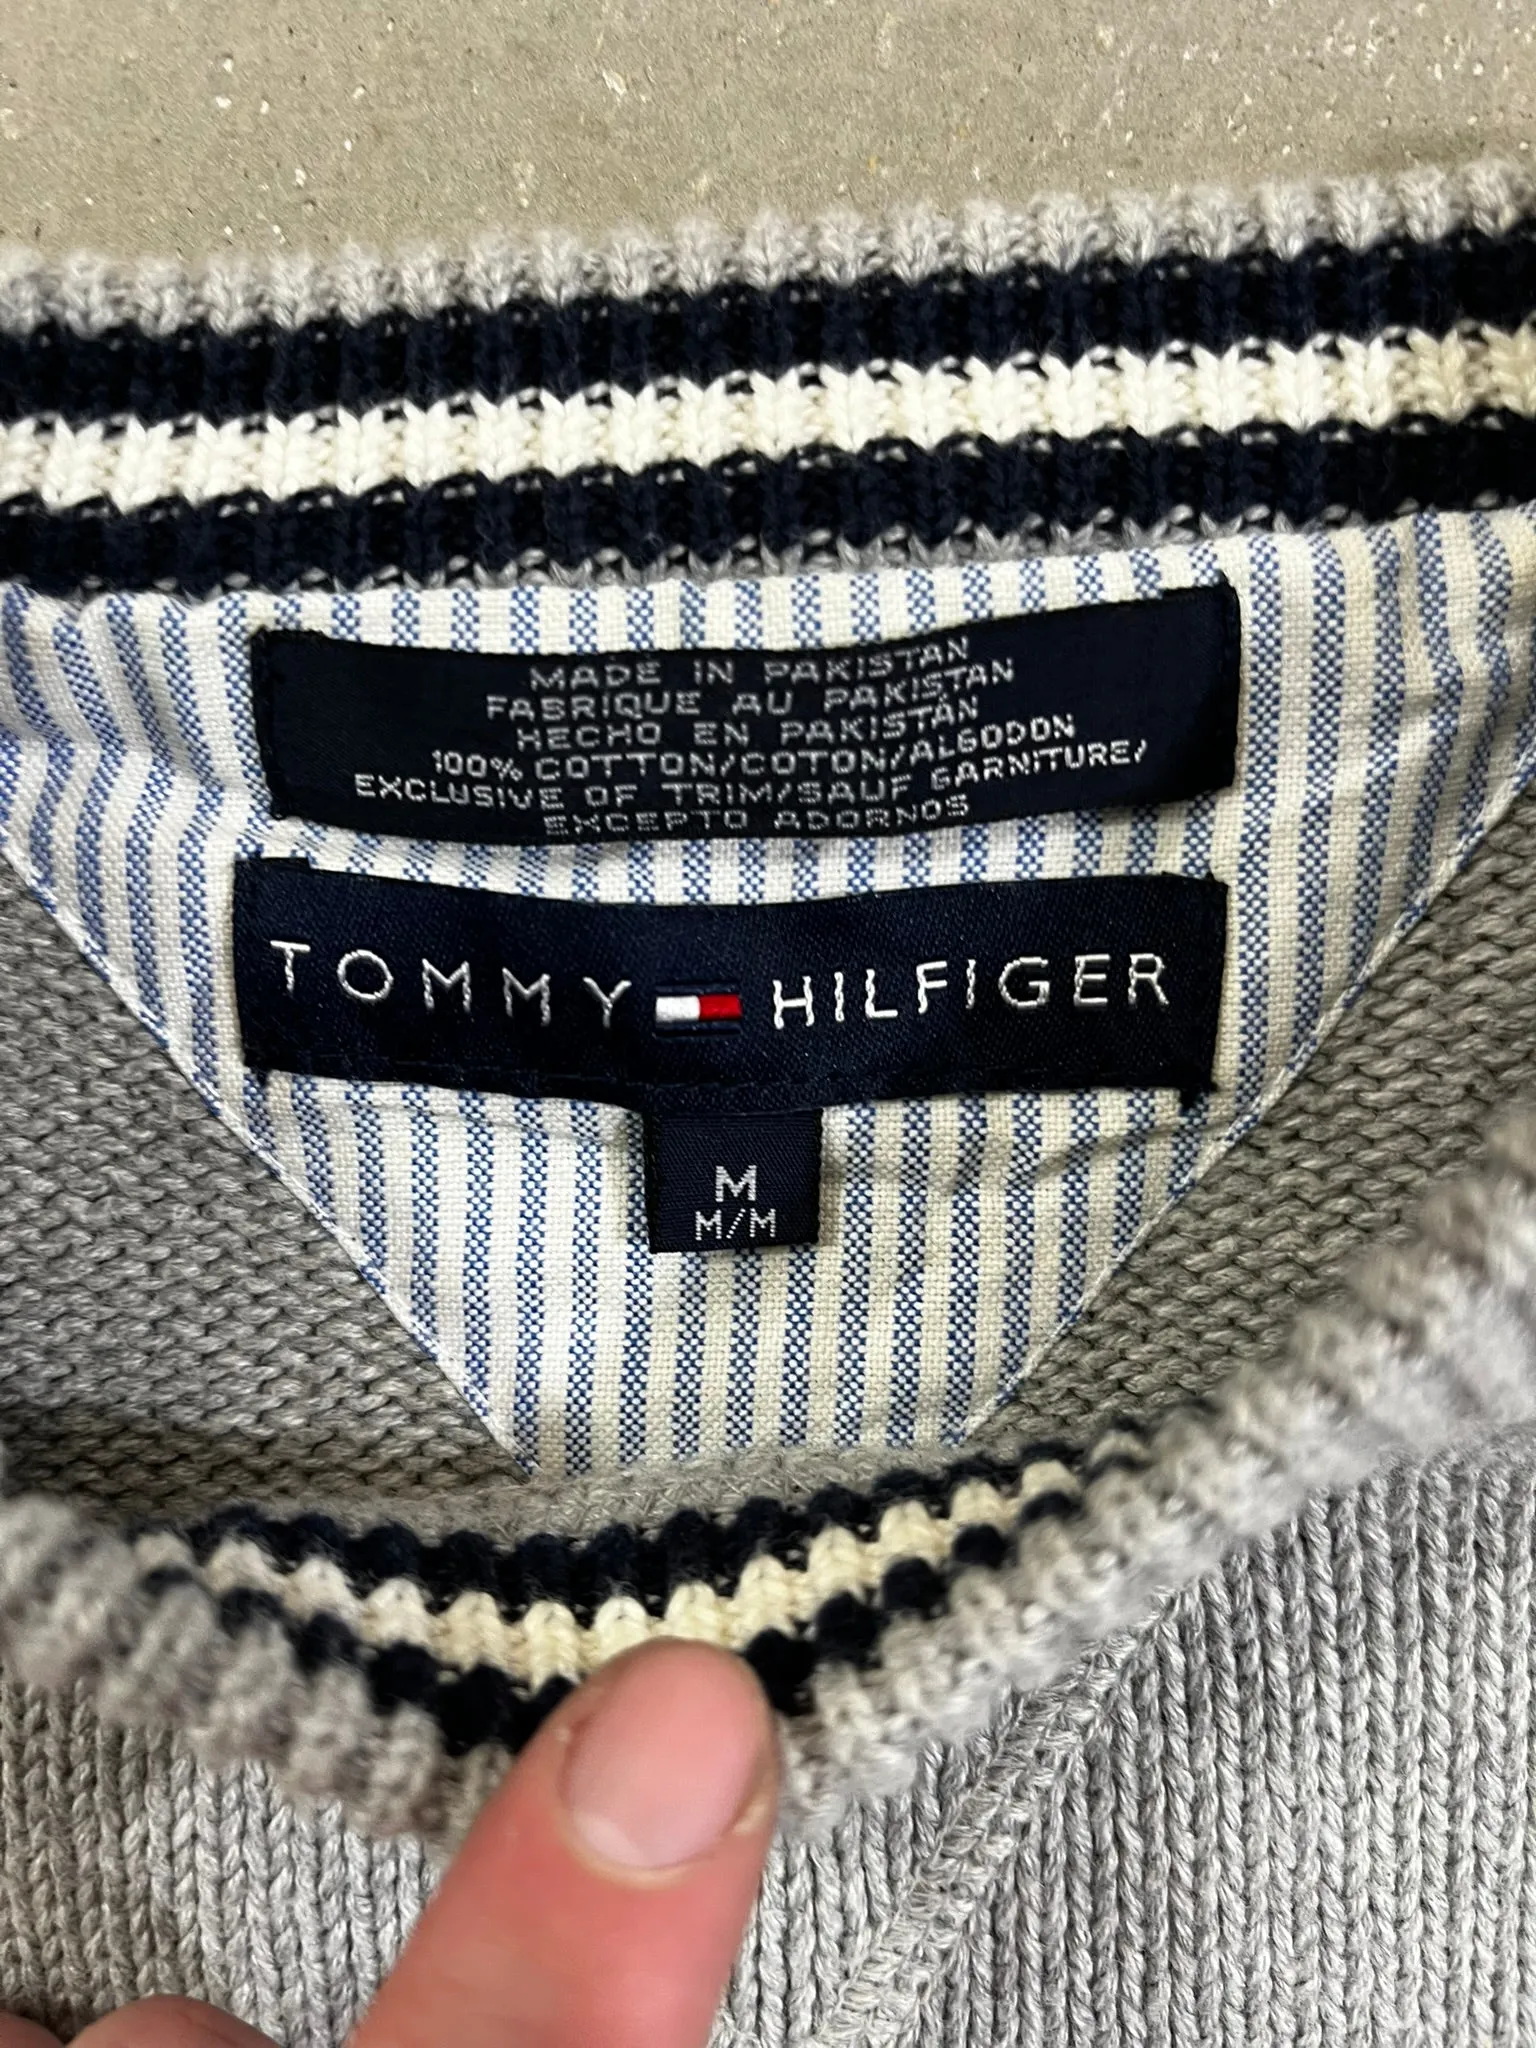 MADE IN PAKISTAN
FABRIQUE AU PAKISTAN
HECHO EN PAKISTAN
100% COTTON/COTON/ALGODON
EXCLUSIVE OF TRIM/SAUF GARNITURE/
EXCEPTO ADORNOS
TOMMY HILFIGER
M
M/M